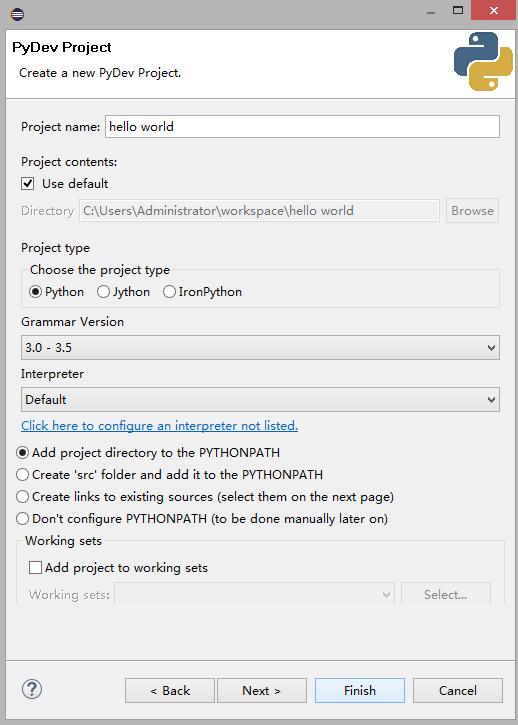 PyDev Project
Create a new PyDev Project.
Project name: hello world
Project contents:
Use default
Directory C:\Users\Administrator\workspace\hello world Browse
Project type
Choose the project type
Python Jython IronPython
Grammar Version
3.0 - 3.5
Interpreter
Default
Click here to configure an interpreter not listed.
Add project directory to the PYTHONPATH
Create 'src' folder and add it to the PYTHONPATH
Create links to existing sources (select them on the next page)
Don't configure PYTHONPATH (to be done manually later on)
Working sets
Add project to working sets
Working sets: Select...
? < Back Next > Finish Cancel